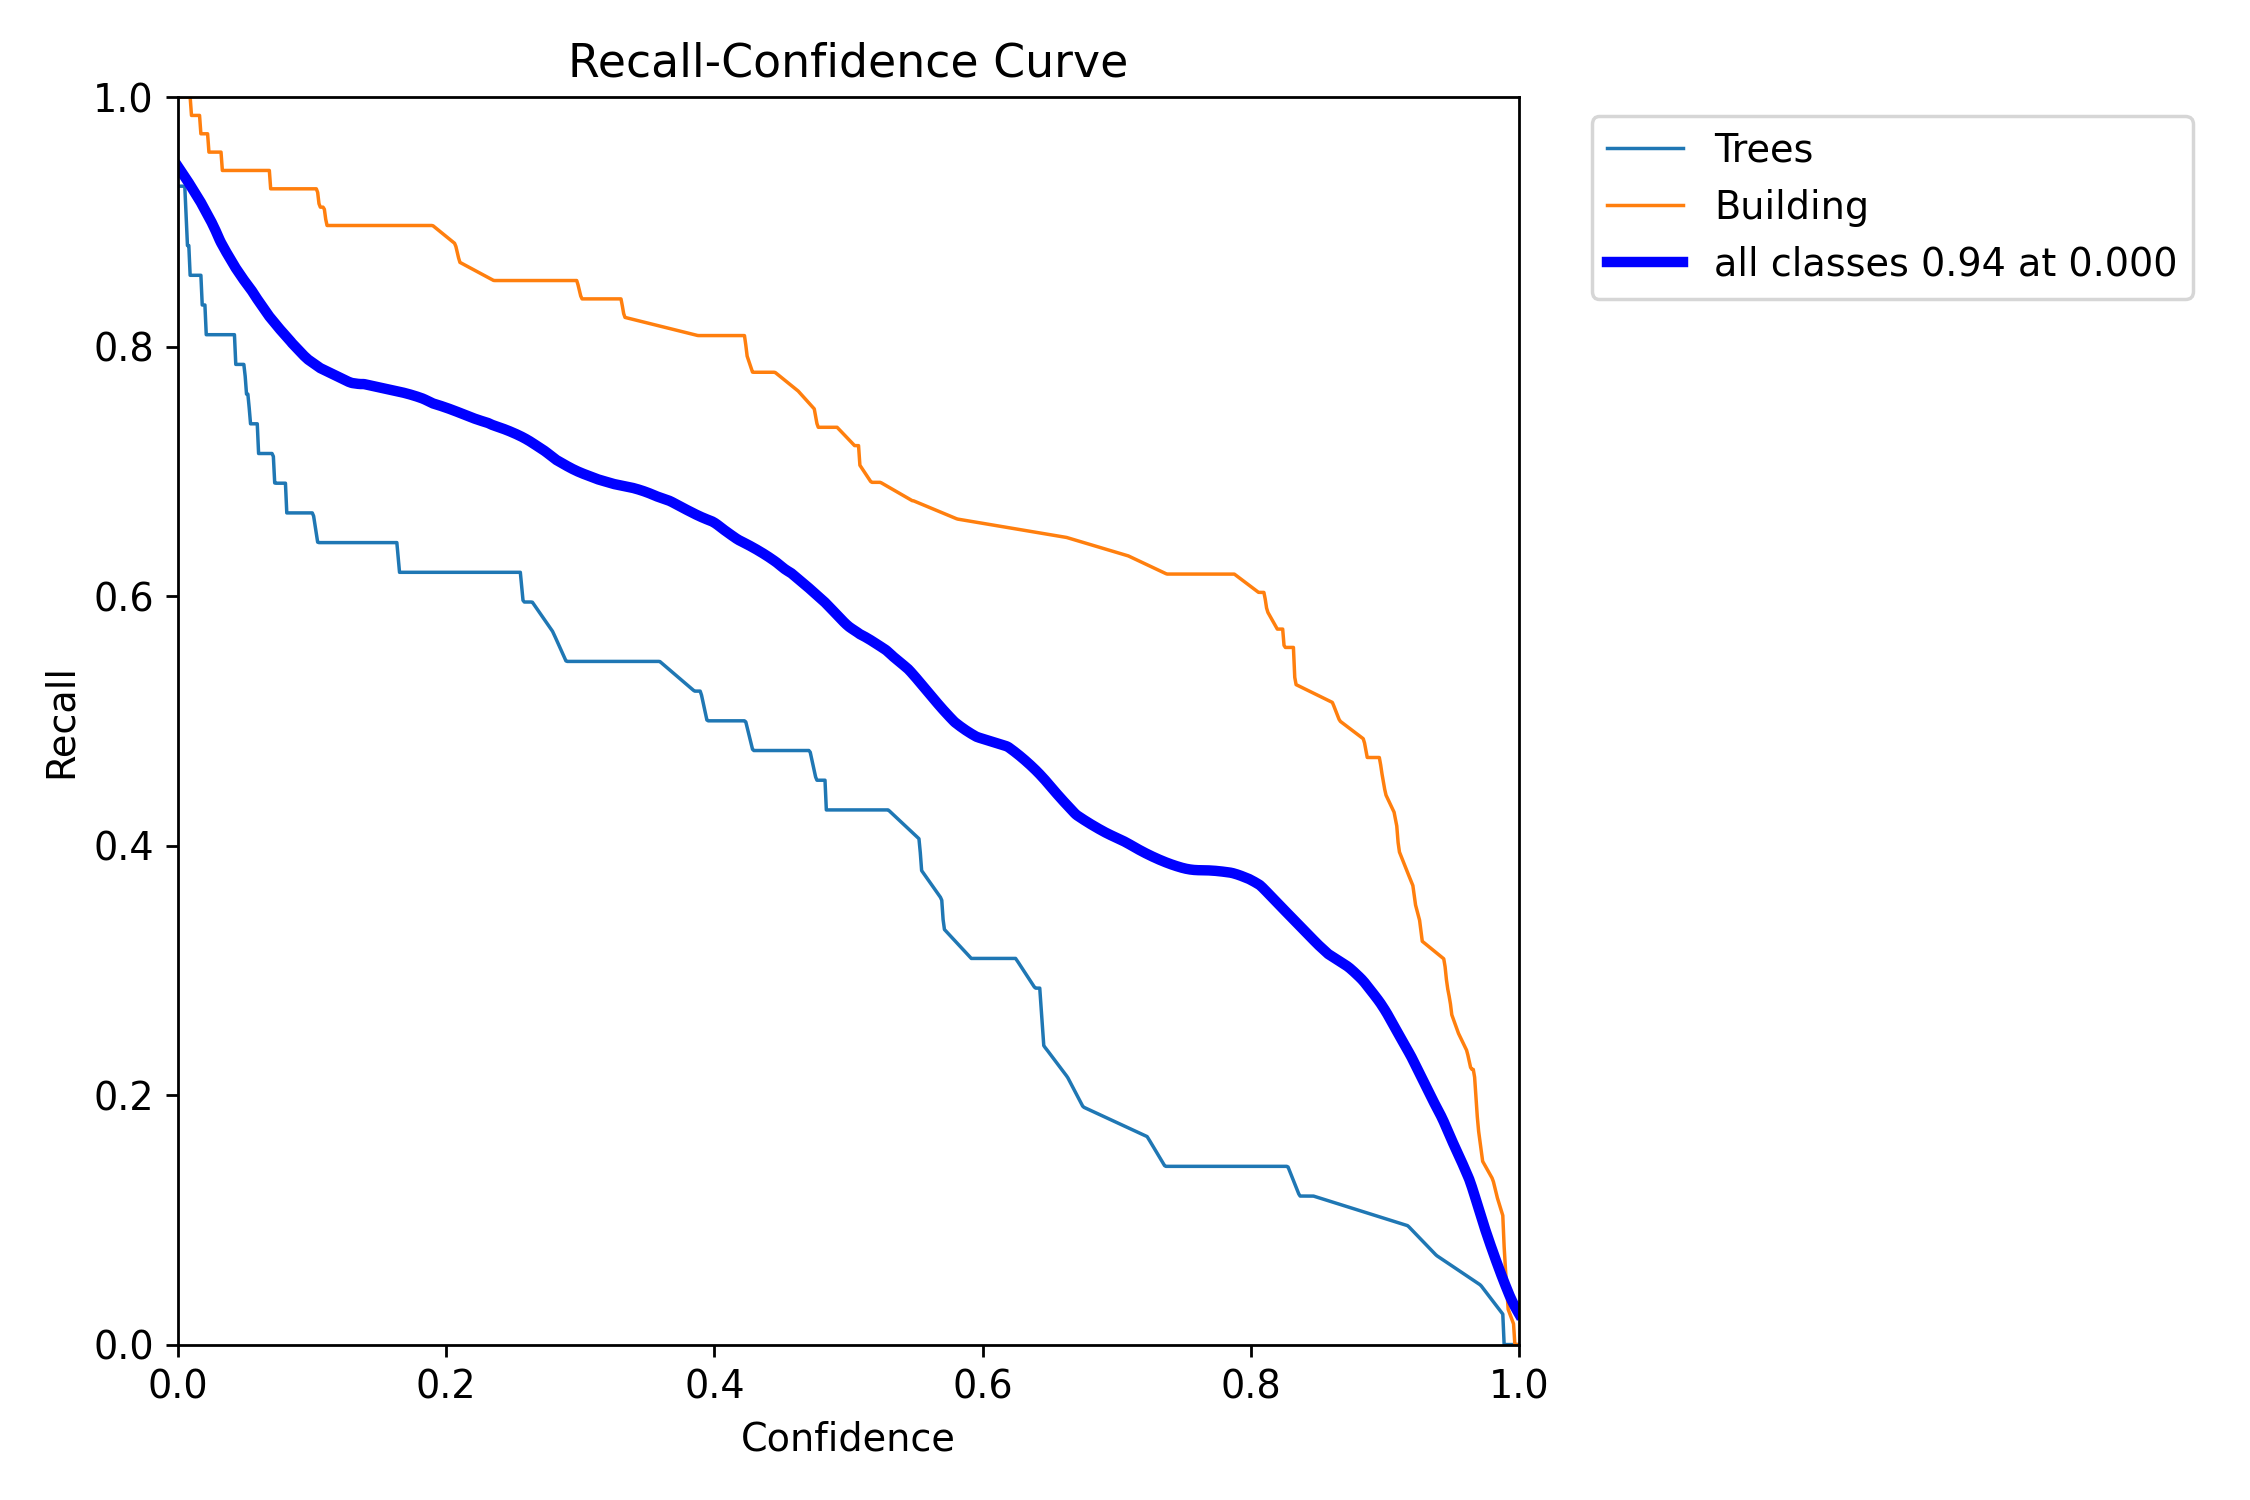 Recall-Confidence Curve
1.0
0.8
0.6
0.4
0.2
0.0
Recall
0.0 0.2 0.4 0.6 0.8 1.0
Confidence
Trees
Building
all classes 0.94 at 0.000